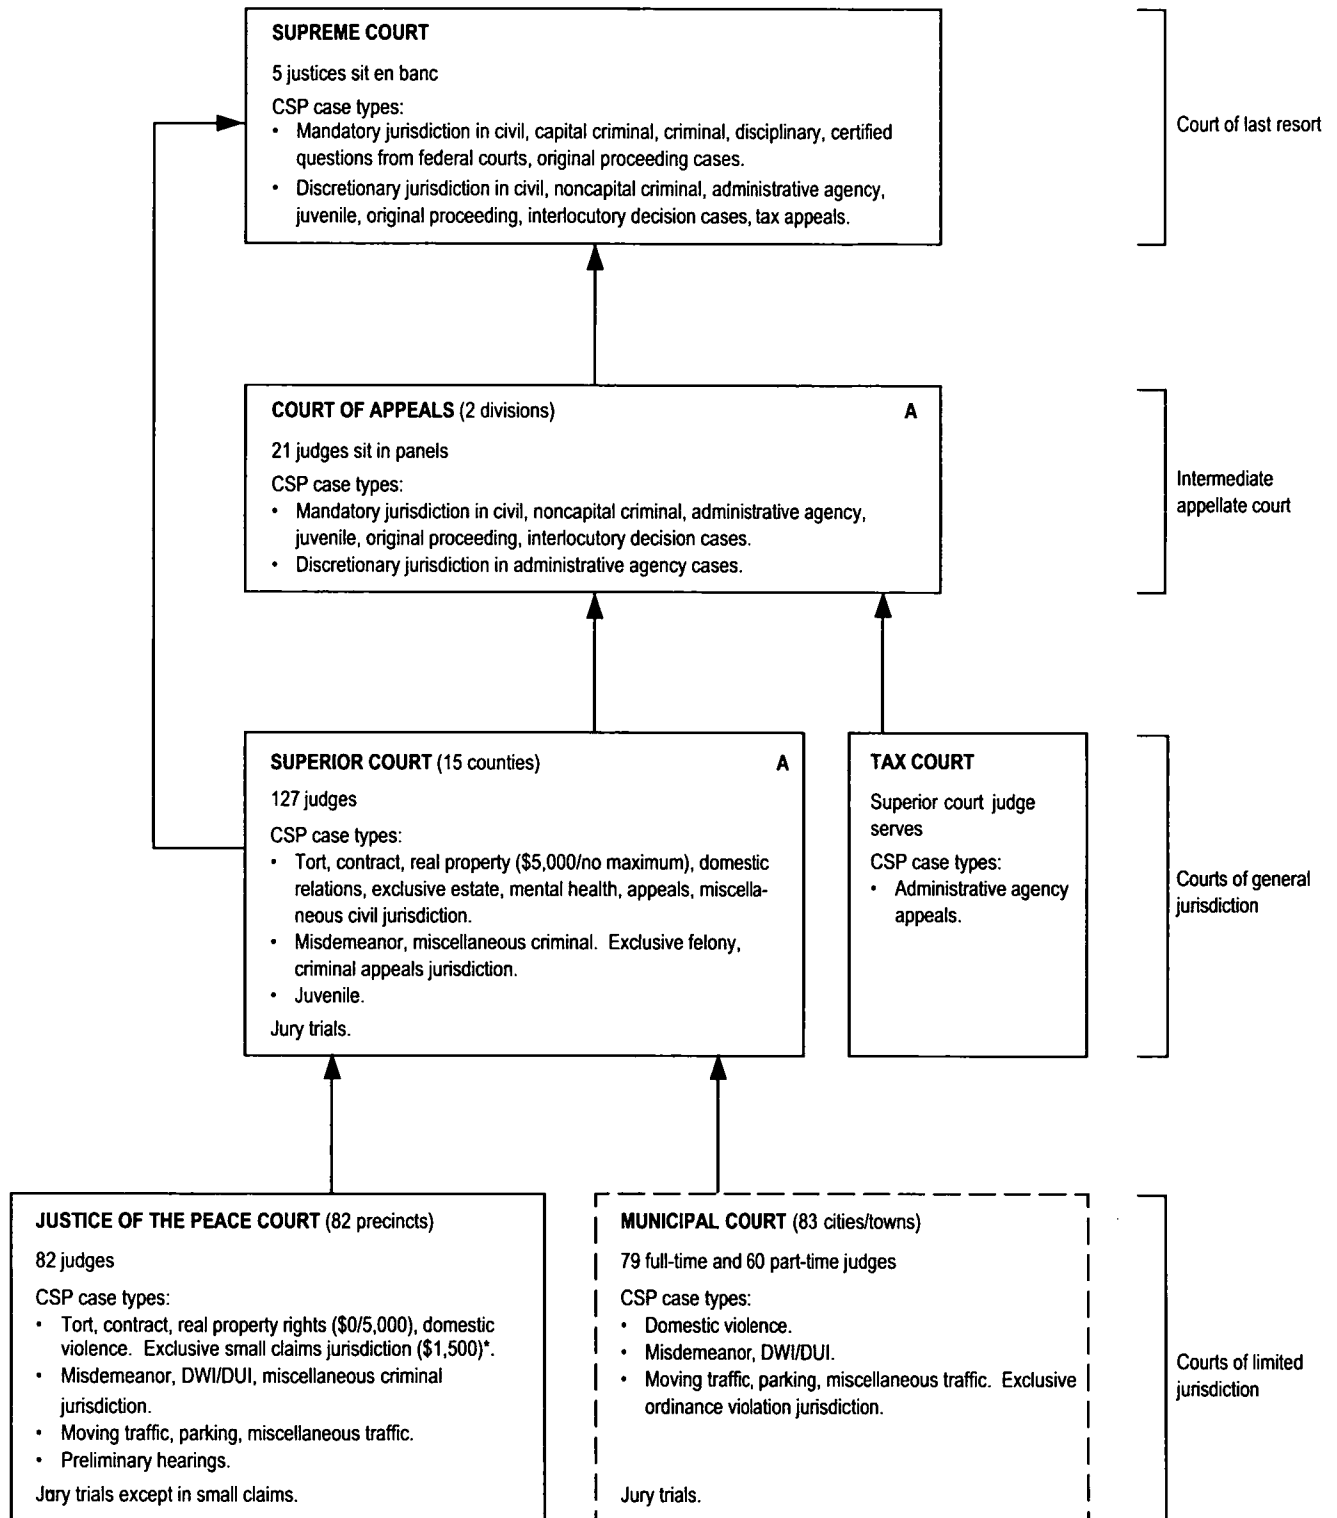 SUPREME COURT
5 justices sit en banc
CSP case types:
• Mandatory jurisdiction in civil, capital criminal, criminal, disciplinary, certified
questions from federal courts, original proceeding cases.
• Discretionary jurisdiction in civil, noncapital criminal, administrative agency,
juvenile, original proceeding, interlocutory decision cases, tax appeals.
Court of last resort
COURT OF APPEALS (2 divisions) A
21 judges sit in panels
CSP case types:
• Mandatory jurisdiction in civil, noncapital criminal, administrative agency,
juvenile, original proceeding, interlocutory decision cases.
• Discretionary jurisdiction in administrative agency cases.
Intermediate
appellate court
SUPERIOR COURT (15 counties) A
127 judges
CSP case types:
• Tort, contract, real property ($5,000/no maximum), domestic
relations, exclusive estate, mental health, appeals, miscella-
neous civil jurisdiction.
• Misdemeanor, miscellaneous criminal. Exclusive felony,
criminal appeals jurisdiction.
• Juvenile.
Jury trials.
TAX COURT
Superior court judge
serves
CSP case types:
• Administrative agency
appeals.
Courts of general
jurisdiction
JUSTICE OF THE PEACE COURT (82 precincts)
82 judges
CSP case types:
• Tort, contract, real property rights ($0/5,000), domestic
violence. Exclusive small claims jurisdiction ($1,500)*.
• Misdemeanor, DWI/DUI, miscellaneous criminal
jurisdiction.
• Moving traffic, parking, miscellaneous traffic.
• Preliminary hearings.
Jury trials except in small claims.
MUNICIPAL COURT (83 cities/towns)
79 full-time and 60 part-time judges
CSP case types:
• Domestic violence.
• Misdemeanor, DWI/DUI.
• Moving traffic, parking, miscellaneous traffic. Exclusive
ordinance violation jurisdiction.
Jury trials.
Courts of limited
jurisdiction